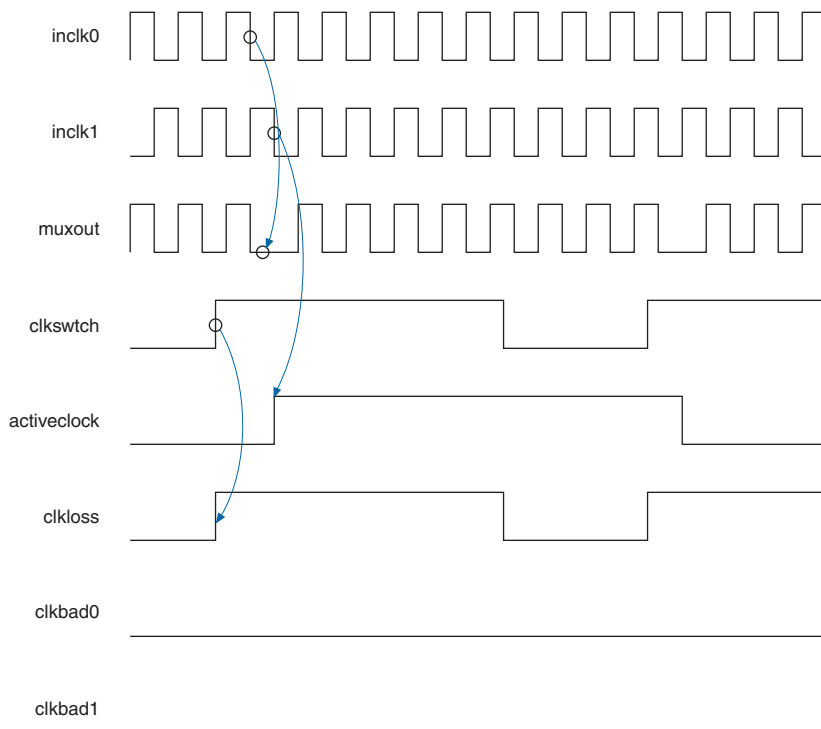 inclk0
inclk1
muxout
clkswtch
activeclock
clkloss
clkbad0
clkbad1